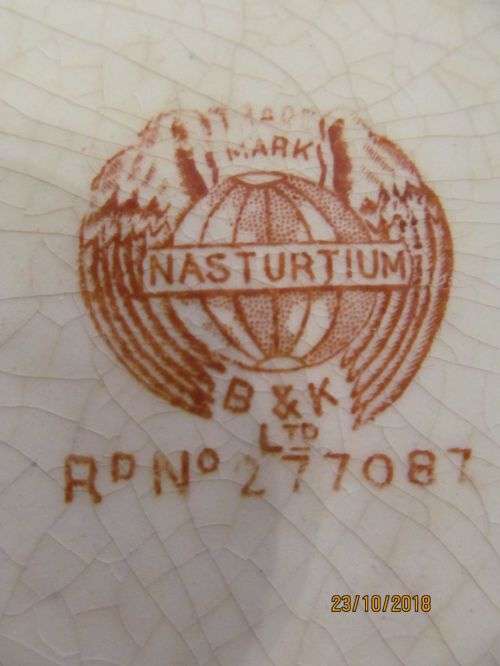 TRADE
MARK
NASTURTIUM
B & K
LTD
RD NO 277087
23/10/2018